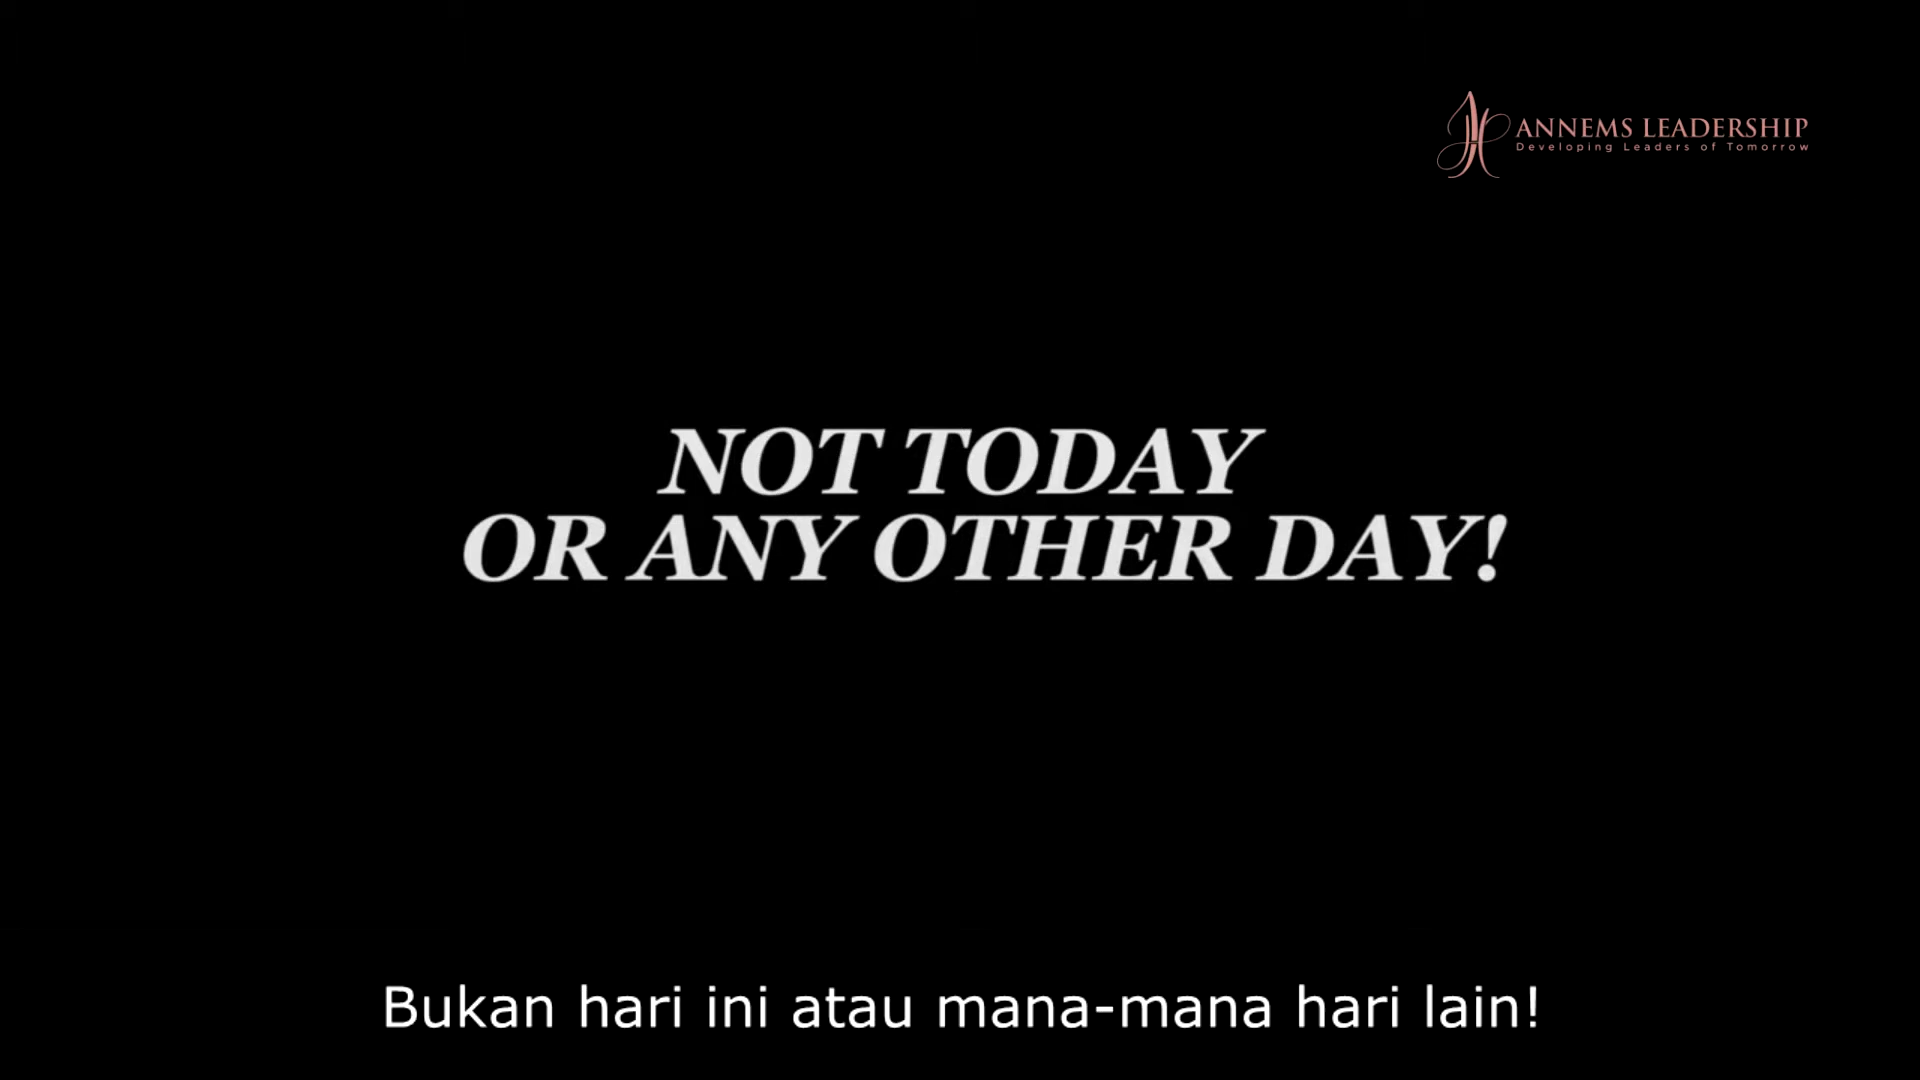 ANNEMS LEADERSHIP
Developing Leaders of Tomorrow
NOT TODAY
OR ANY OTHER DAY!
Bukan hari ini atau mana-mana hari lain!